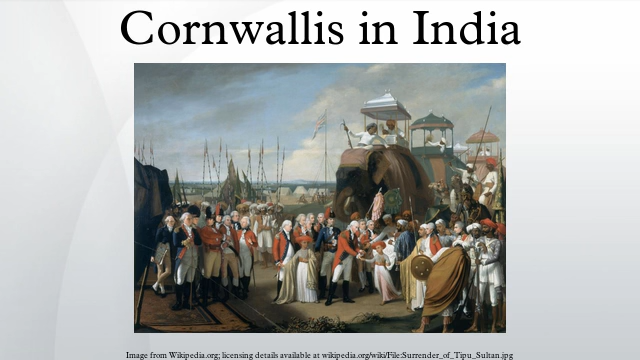 Cornwallis in India
Image from Wikipedia.org; licensing details available at wikipedia.org/wiki/File:Surrender_of_Tipu_Sultan.jpg